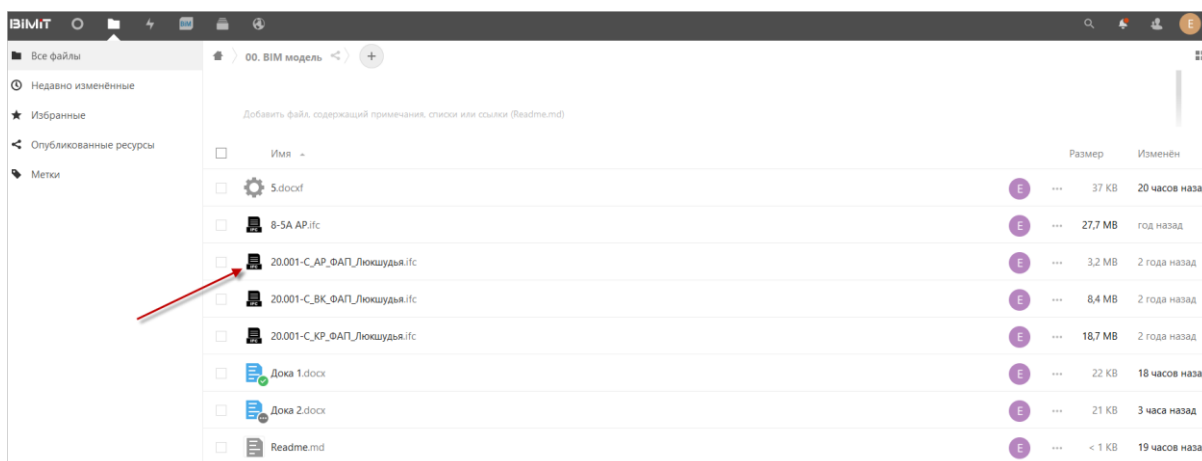 BIMiT BIM E
Все файлы
Недавно изменённые
Избранные
Опубликованные ресурсы
Метки
00. BIM модель +
Добавить файл, содержащий примечания, списки или ссылки (Readme.md)
Имя Размер Изменён
5.docxf E ... 37 KB 20 часов наза
8-5А АР.ifc E ... 27,7 MB год назад
20.001-С_АР_ФАП_Люкшудья.ifc E ... 3,2 MB 2 года назад
20.001-С_ВК_ФАП_Люкшудья.ifc E ... 8,4 MB 2 года назад
20.001-С_КР_ФАП_Люкшудья.ifc E ... 18,7 MB 2 года назад
Дока 1.docx E ... 22 KB 18 часов наза
Дока 2.docx E ... 21 KB 3 часа назад
Readme.md E ... < 1 KB 19 часов наза